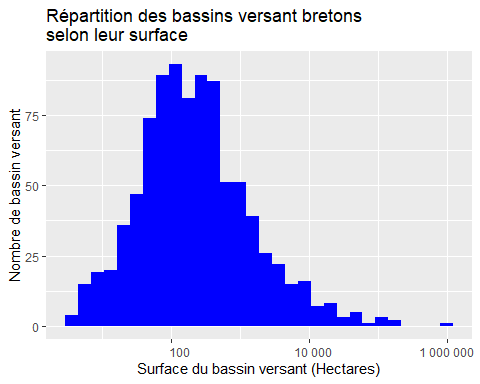 Répartition des bassins versant bretons
selon leur surface
Nombre de bassin versant
75
50
25
0
100
10 000
1 000 000
Surface du bassin versant (Hectares)